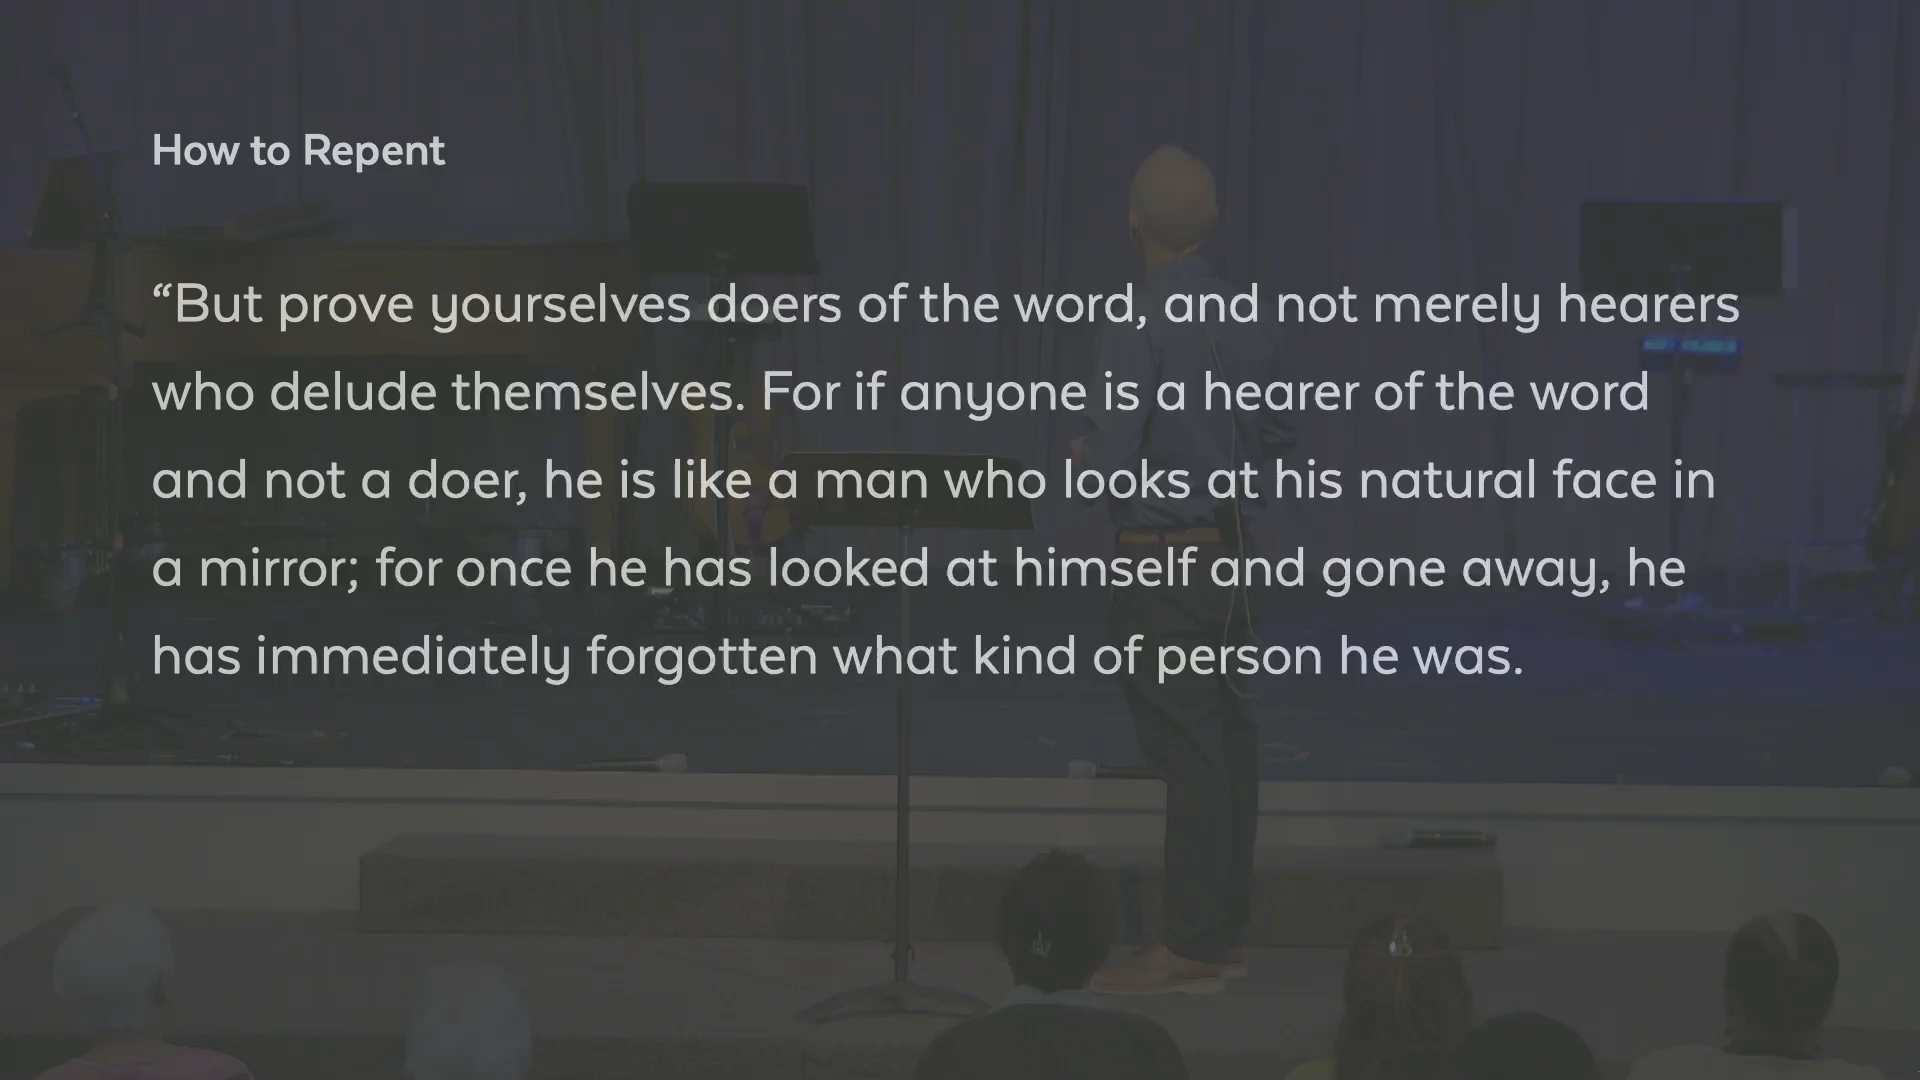 How to Repent
“But prove yourselves doers of the word, and not merely hearers
who delude themselves. For if anyone is a hearer of the word
and not a doer, he is like a man who looks at his natural face in
a mirror; for once he has looked at himself and gone away, he
has immediately forgotten what kind of person he was.